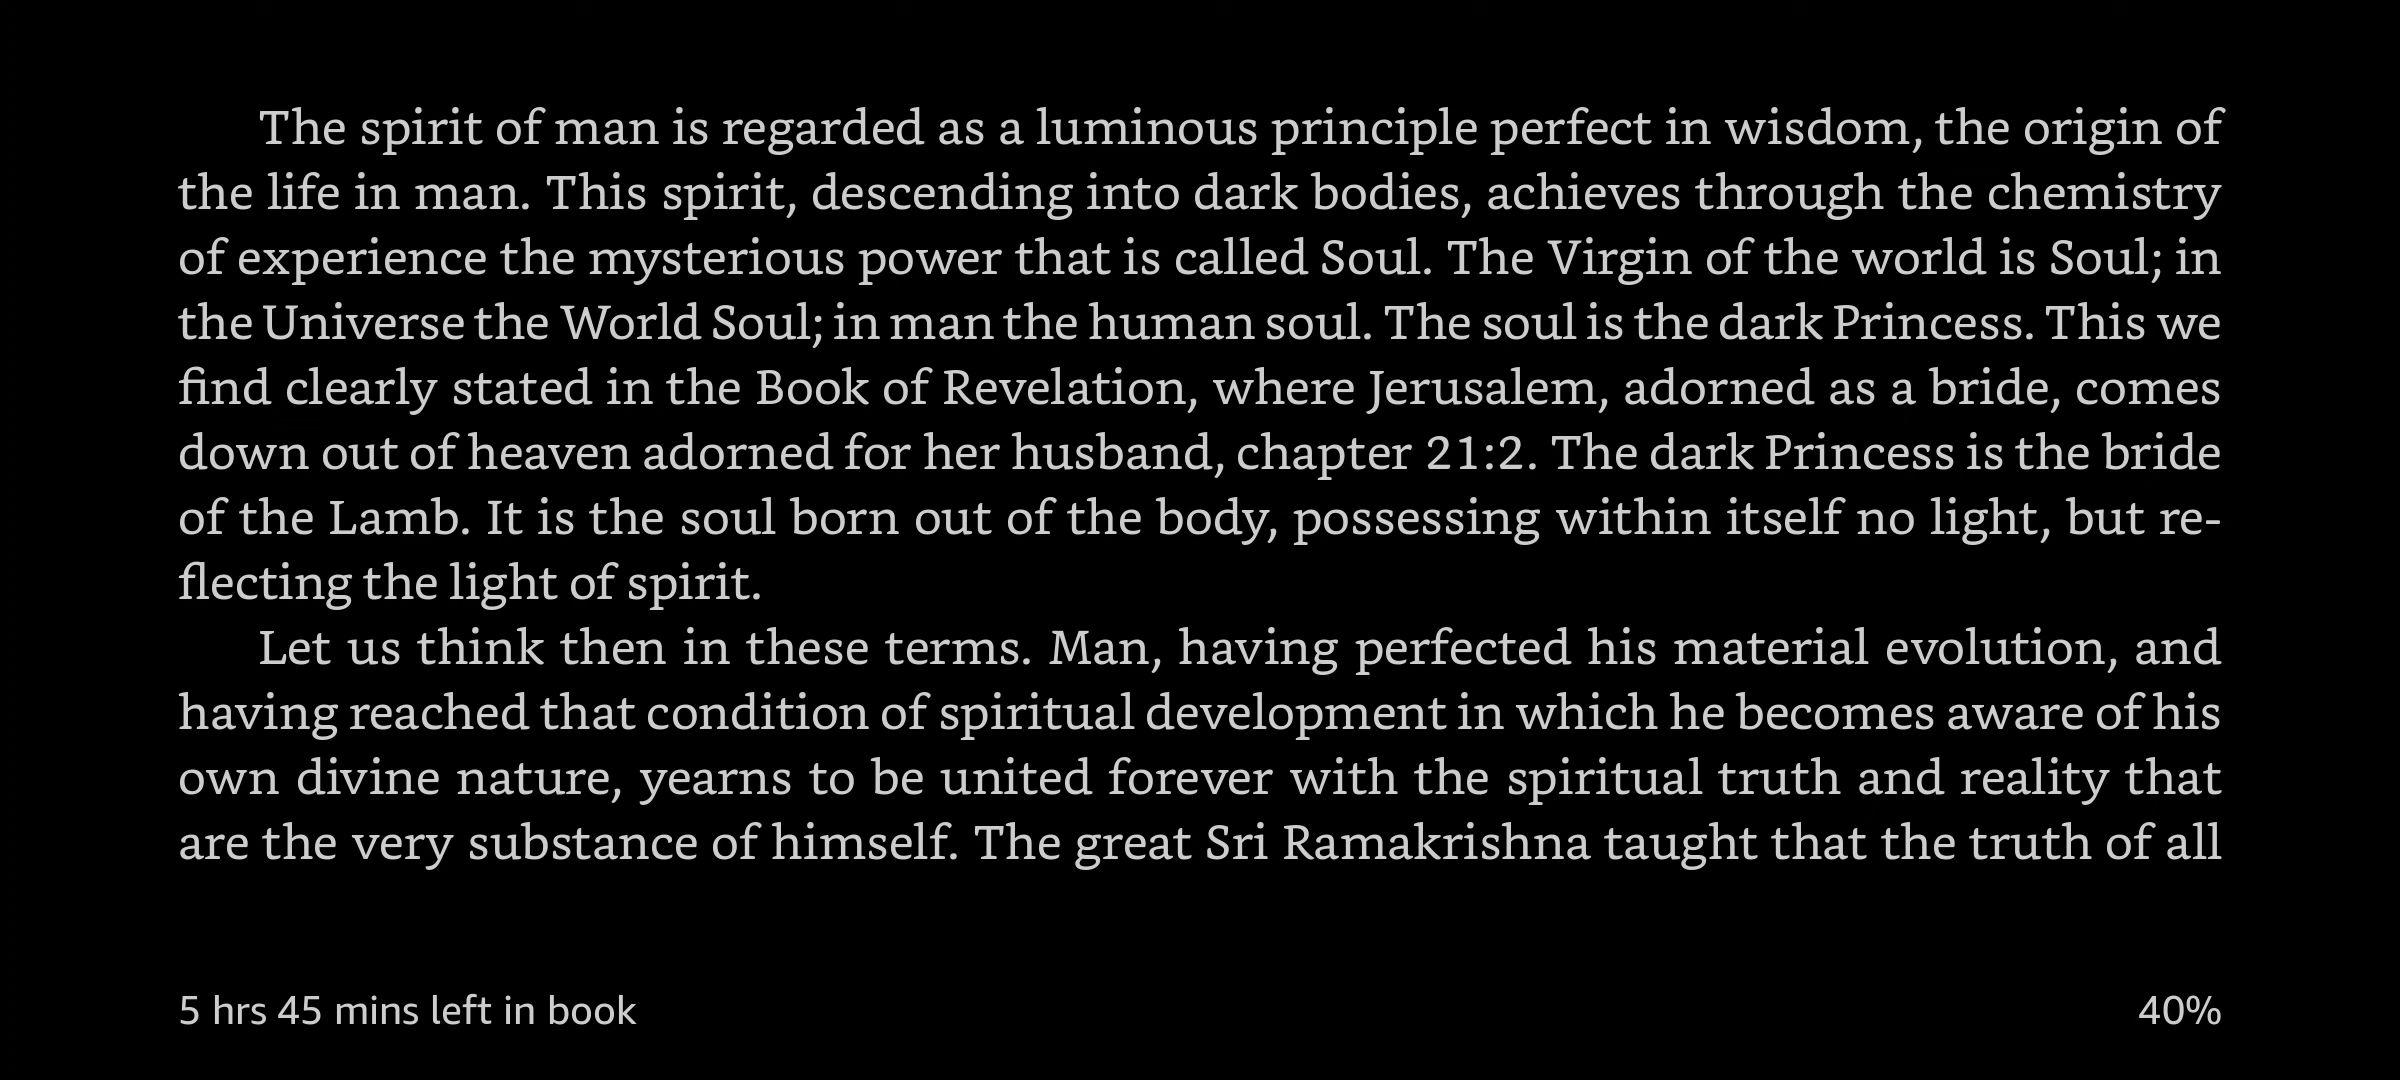 The spirit of man is regarded as a luminous principle perfect in wisdom, the origin of
the life in man. This spirit, descending into dark bodies, achieves through the chemistry
of experience the mysterious power that is called Soul. The Virgin of the world is Soul; in
the Universe the World Soul; in man the human soul. The soul is the dark Princess. This we
find clearly stated in the Book of Revelation, where Jerusalem, adorned as a bride, comes
down out of heaven adorned for her husband, chapter 21:2. The dark Princess is the bride
of the Lamb. It is the soul born out of the body, possessing within itself no light, but re-
flecting the light of spirit.
Let us think then in these terms. Man, having perfected his material evolution, and
having reached that condition of spiritual development in which he becomes aware of his
own divine nature, yearns to be united forever with the spiritual truth and reality that
are the very substance of himself. The great Sri Ramakrishna taught that the truth of all
5 hrs 45 mins left in book
40%